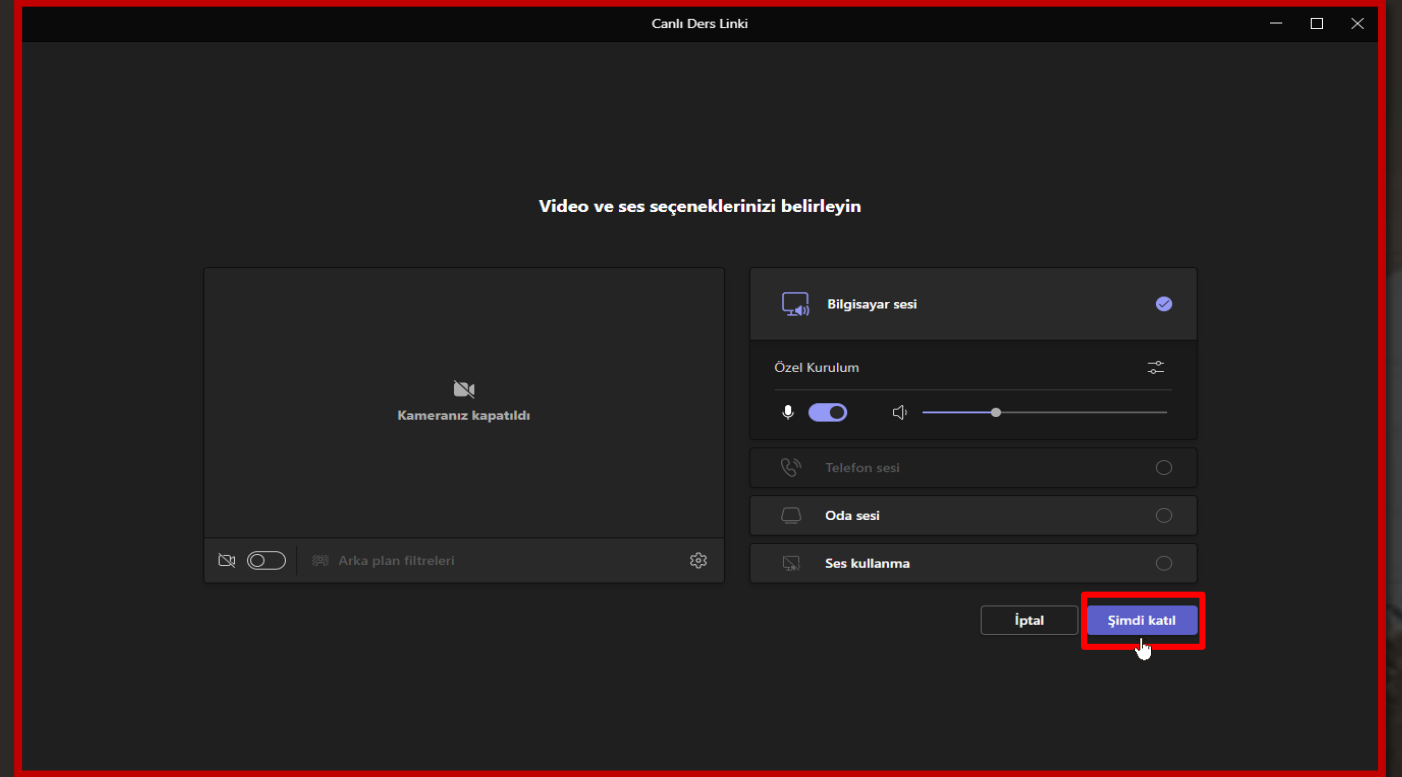 Canlı Ders Linki
Video ve ses seçeneklerinizi belirleyin
Kameranız kapatıldı
Arka plan filtreleri
Bilgisayar sesi
Özel Kurulum
Telefon sesi
Oda sesi
Ses kullanma
İptal
Şimdi katıl